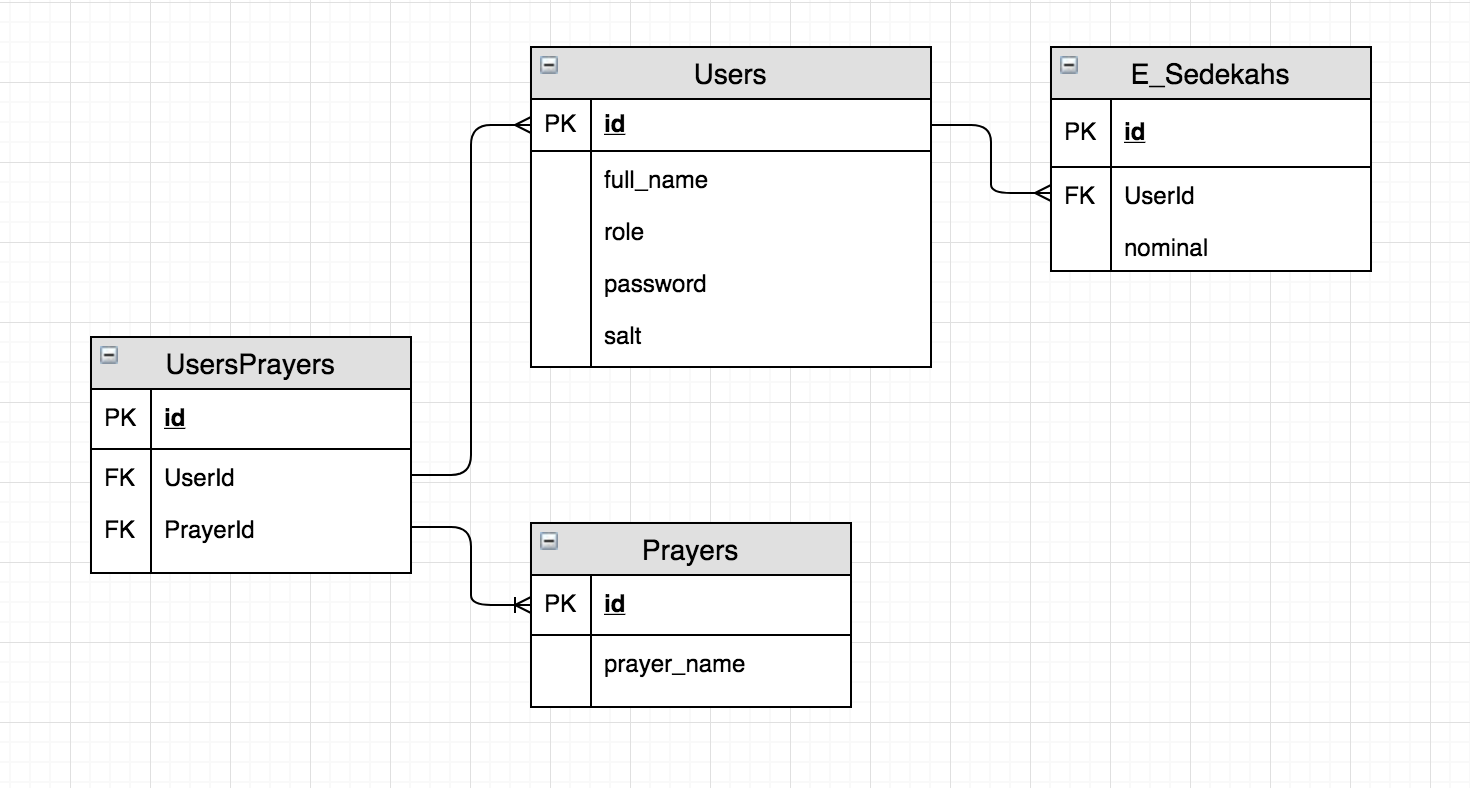 Users
PK id
full_name
role
password
salt
E_Sedekahs
PK id
FK UserId
nominal
UsersPrayers
PK id
FK UserId
FK PrayerId
Prayers
PK id
prayer_name